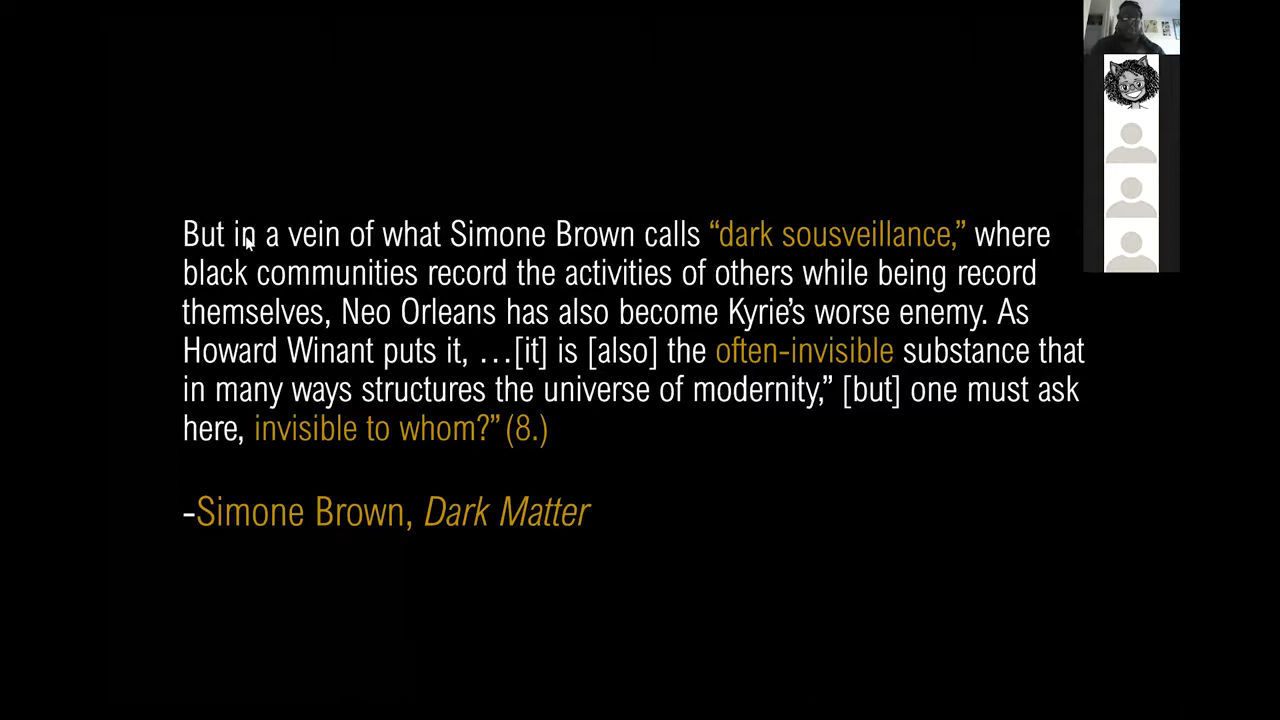 But in a vein of what Simone Brown calls “dark sousveillance,” where
black communities record the activities of others while being record
themselves, Neo Orleans has also become Kyrie’s worse enemy. As
Howard Winant puts it, …[it] is [also] the often-invisible substance that
in many ways structures the universe of modernity,” [but] one must ask
here, invisible to whom?” (8.)
-Simone Brown, Dark Matter